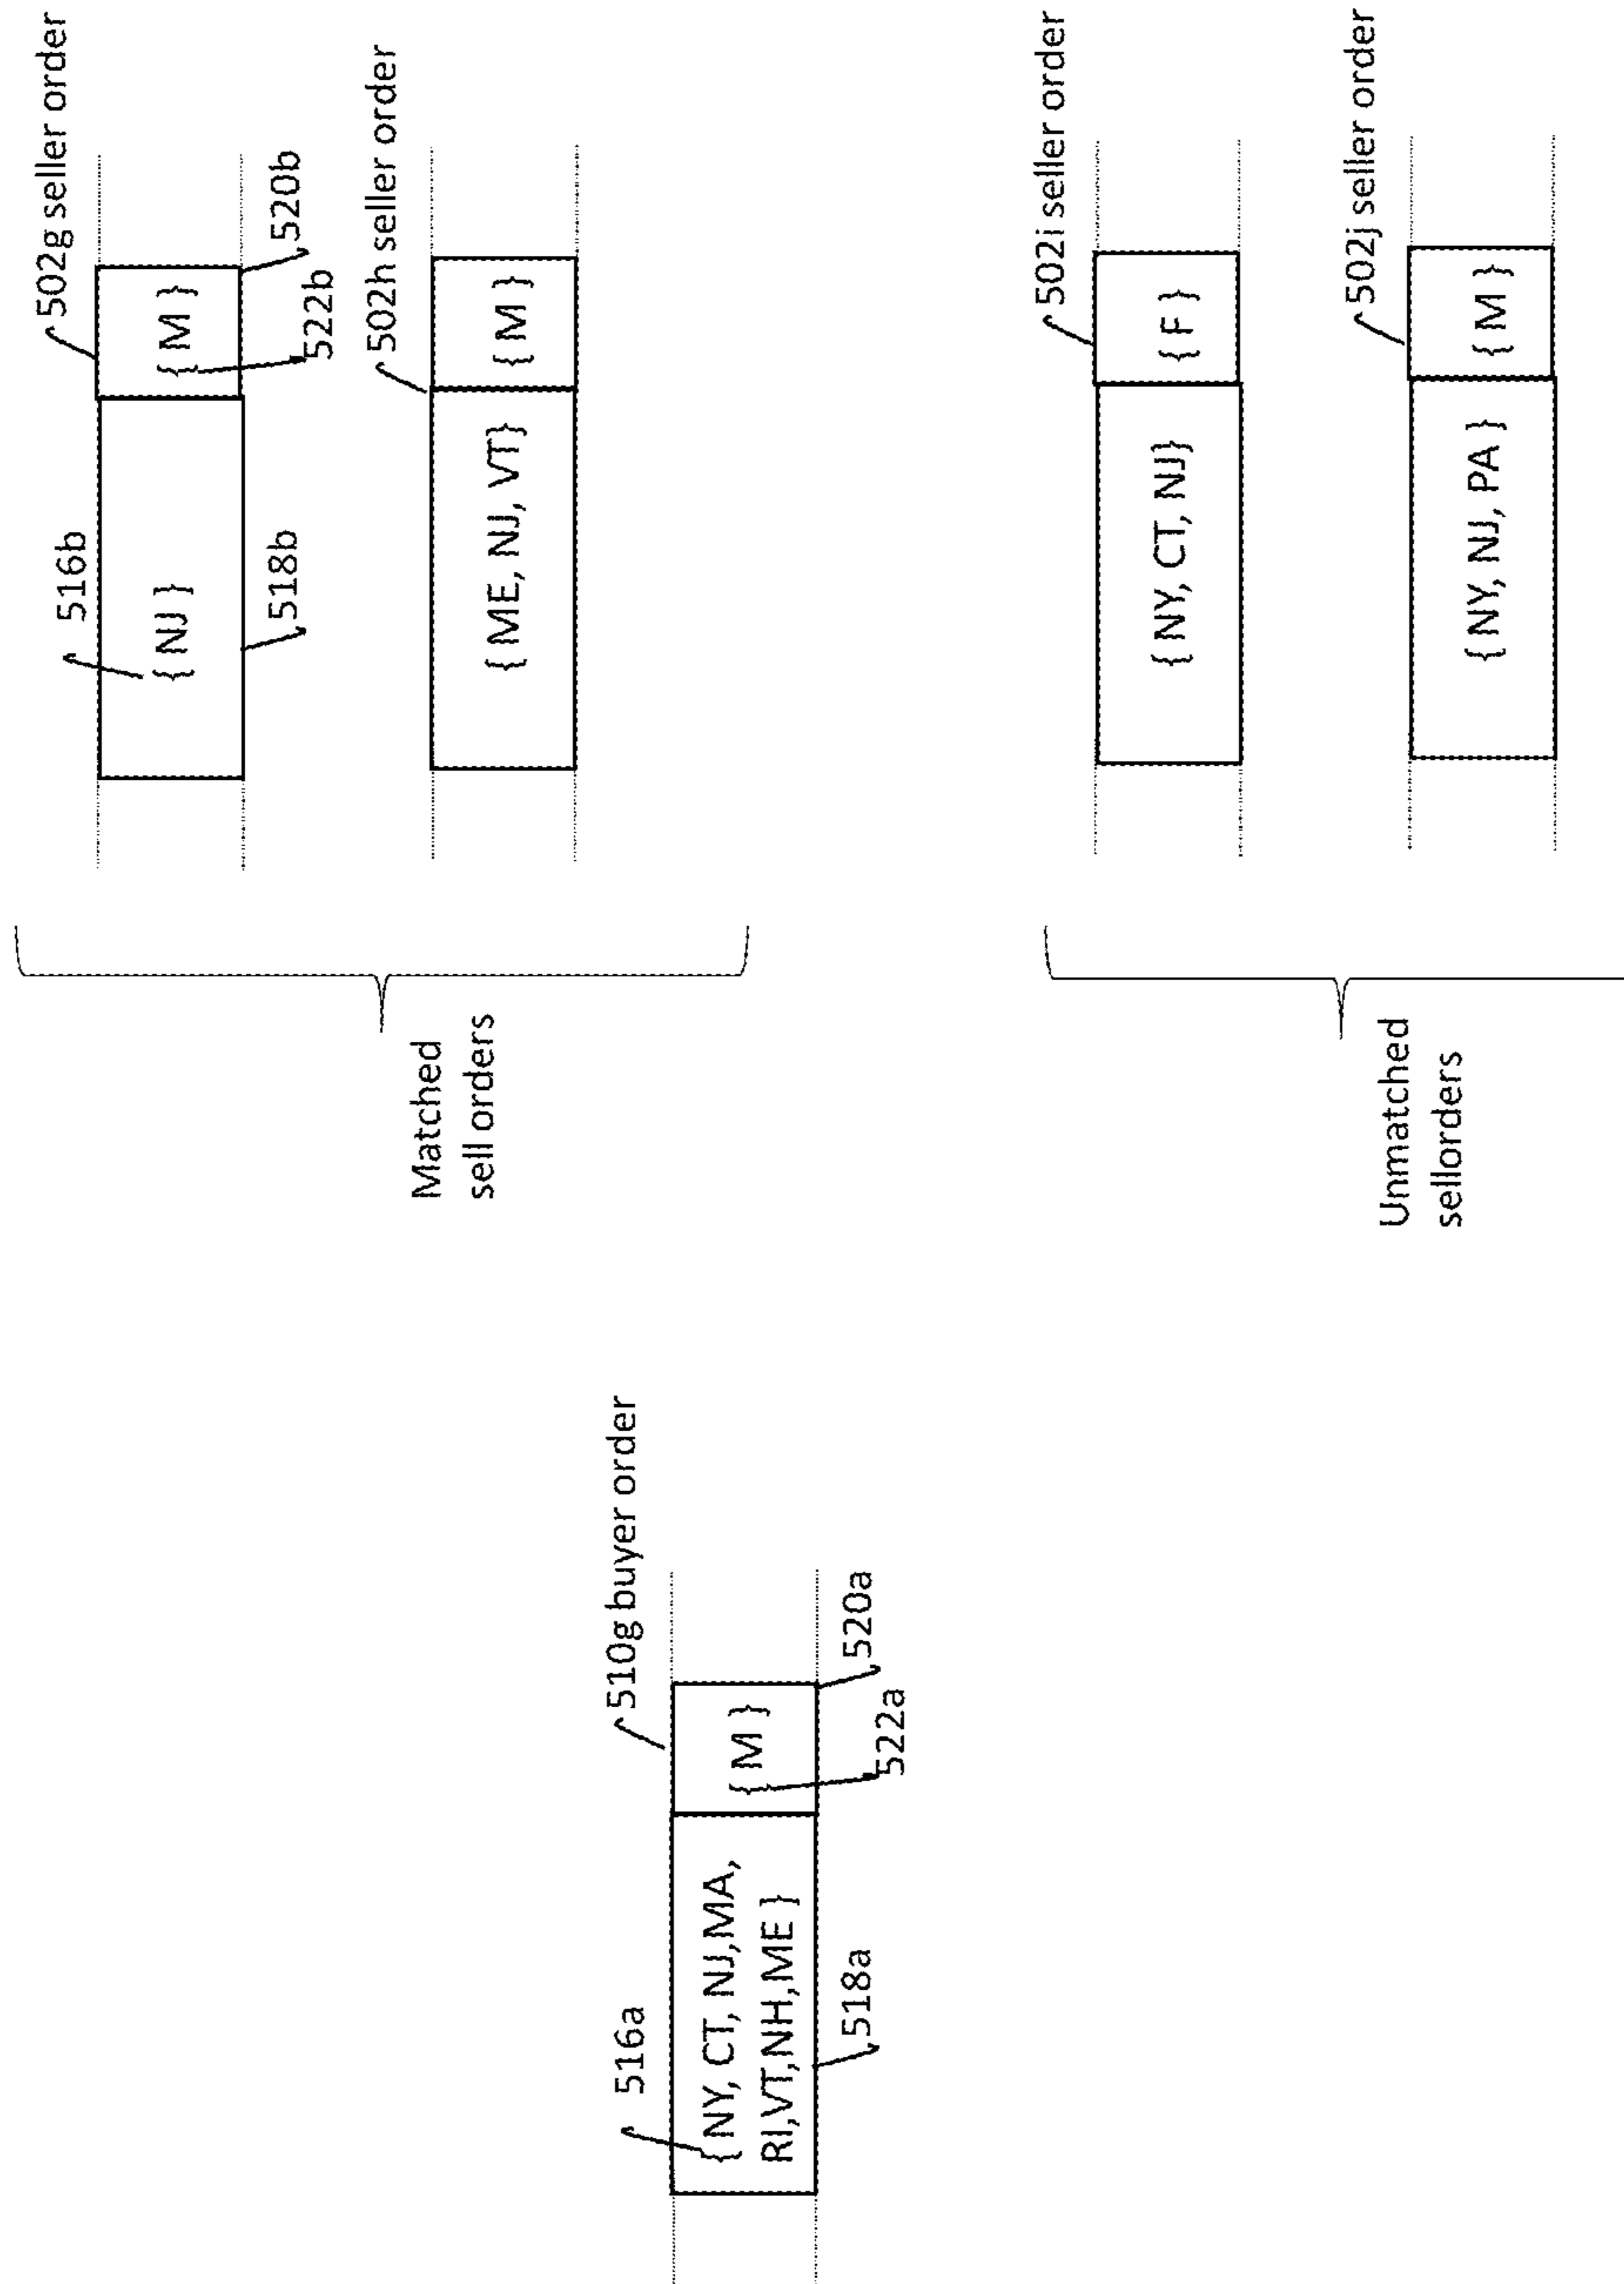 502g seller order
516b
{ NJ }
{ M }
520b
522b
518b
502h seller order
{ ME, NJ, VT}
{ M }
Matched
sell orders
510g buyer order
516a
{ NY, CT, NJ,MA,
RI,VT,NH,ME }
{ M }
520a
522a
518a
502i seller order
{ NY, CT, NJ}
{ F }
502j seller order
{ NY, NJ, PA }
{ M }
Unmatched
sellorders